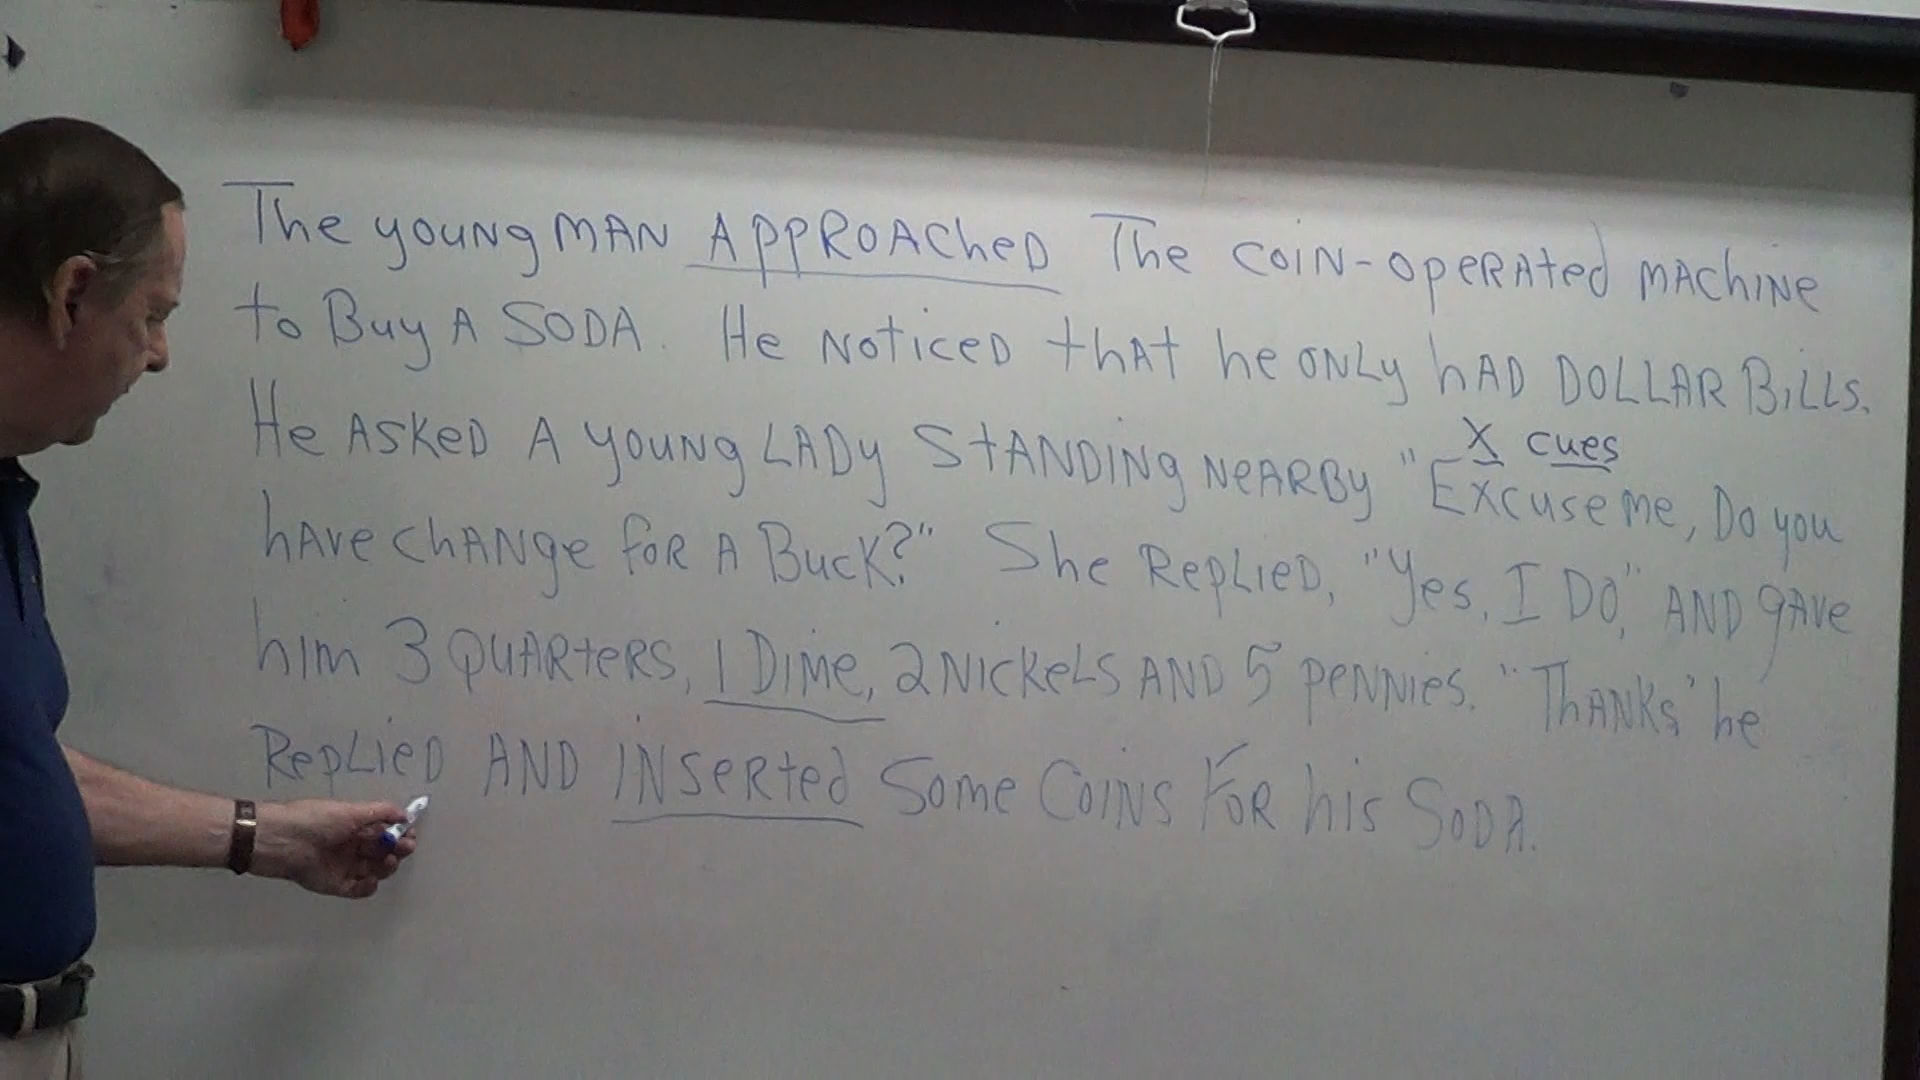 The young MAN APPROACheD The COIN-OpeRAted MAChINe
to Buy A SODA. He NOticeD thAt he ONLy hAD DOLLAR BiLLS.
X cues
He ASKeD A young LADy StANDINg NeARBy "Excuse me, Do you
hAve ChANge foR A Buck?" She RepLieD, "Yes, I DO," AND gAve
him 3 QUARteRS, 1 Dime, 2 NickeLS AND 5 peNNies. "ThANKS" he
RepLieD AND INSeRted Some COINS FOR his SODA.